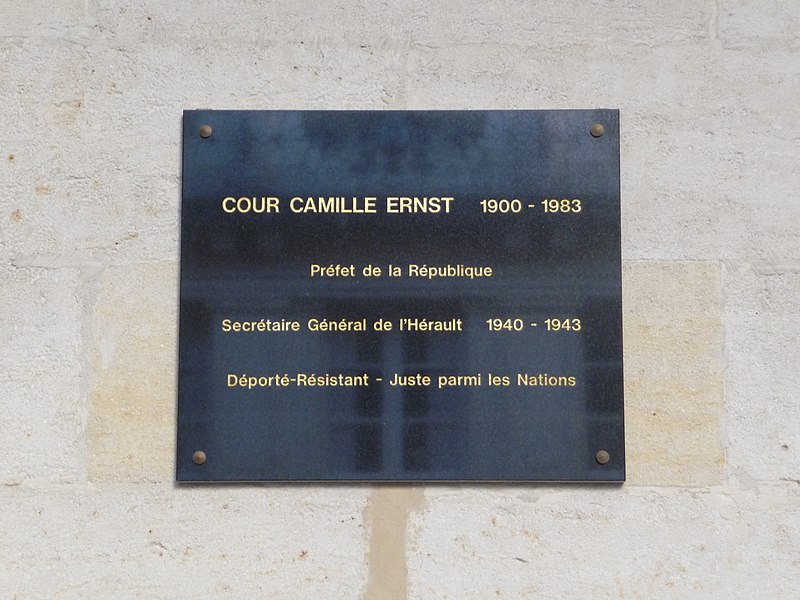 COUR CAMILLE ERNST 1900 - 1983
Préfet de la République
Secrétaire Général de l'Hérault 1940 - 1943
Déporté-Résistant - Juste parmi les Nations